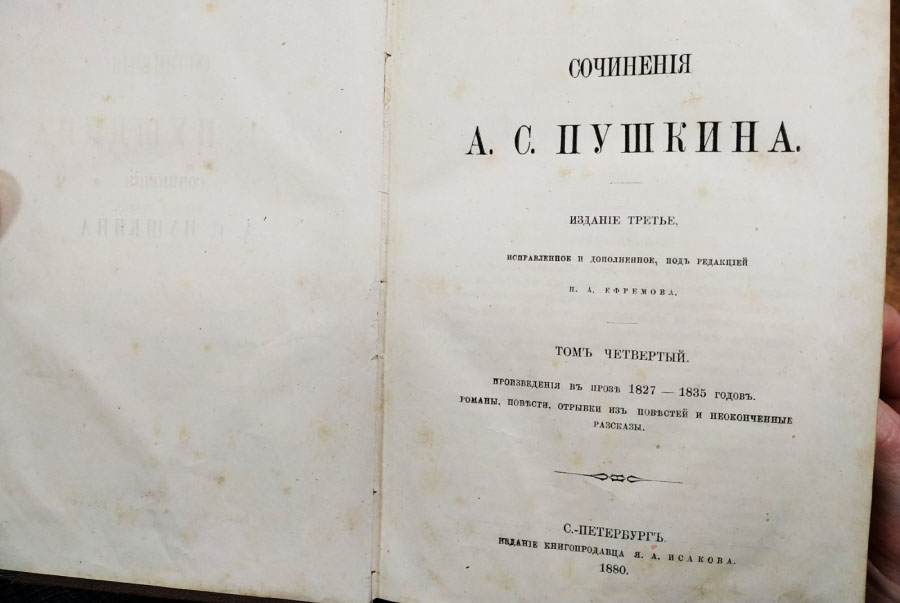 СОЧИНЕНІЯ
А. С. ПУШКИНА.
ИЗДАНІЕ ТРЕТЬЕ,
ИСПРАВЛЕННОЕ И ДОПОЛНЕННОЕ, ПОДЪ РЕДАКЦІЕЙ
П. А. ЕФРЕМОВА.
ТОМЪ ЧЕТВЕРТЫЙ.
ПРОИЗВЕДЕНІЯ ВЪ ПРОЗѢ 1827 — 1835 ГОДОВЪ.
РОМАНЫ, ПОВѢСТИ, ОТРЫВКИ ИЗЪ ПОВѢСТЕЙ И НЕОКОНЧЕННЫЕ
РАЗСКАЗЫ.
С.-ПЕТЕРБУРГЪ.
ИЗДАНІЕ КНИГОПРОДАВЦА Я. А. ИСАКОВА.
1880.